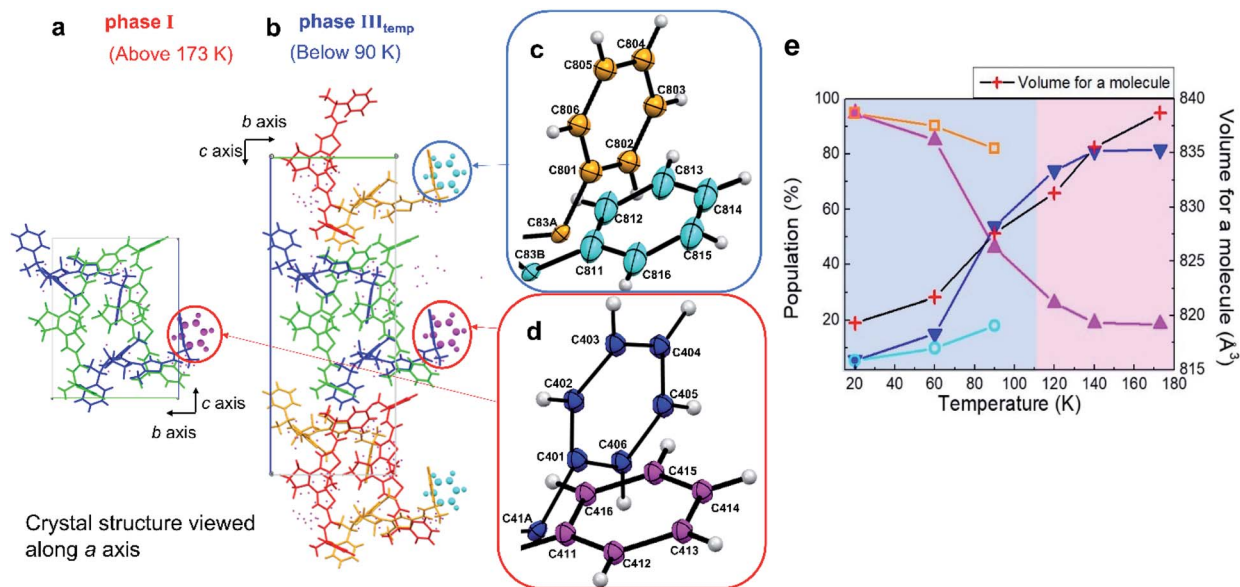 a
phase I
(Above 173 K)
b axis
c axis
c axis
b axis
Crystal structure viewed
along a axis
b
phase IIItemp
(Below 90 K)
c
C804
C805
C803
C806
C802
C801
C813
C814
C812
C83A
C815
C83B
C811
C816
d
C403
C404
C402
C405
C401
C406
C415
C416
C414
C41A
C411
C413
C412
e
Volume for a molecule
Population (%)
100
80
60
40
20
Volume for a molecule (Å3)
840
835
830
825
820
815
20
40
60
80
100
120
140
160
180
Temperature (K)